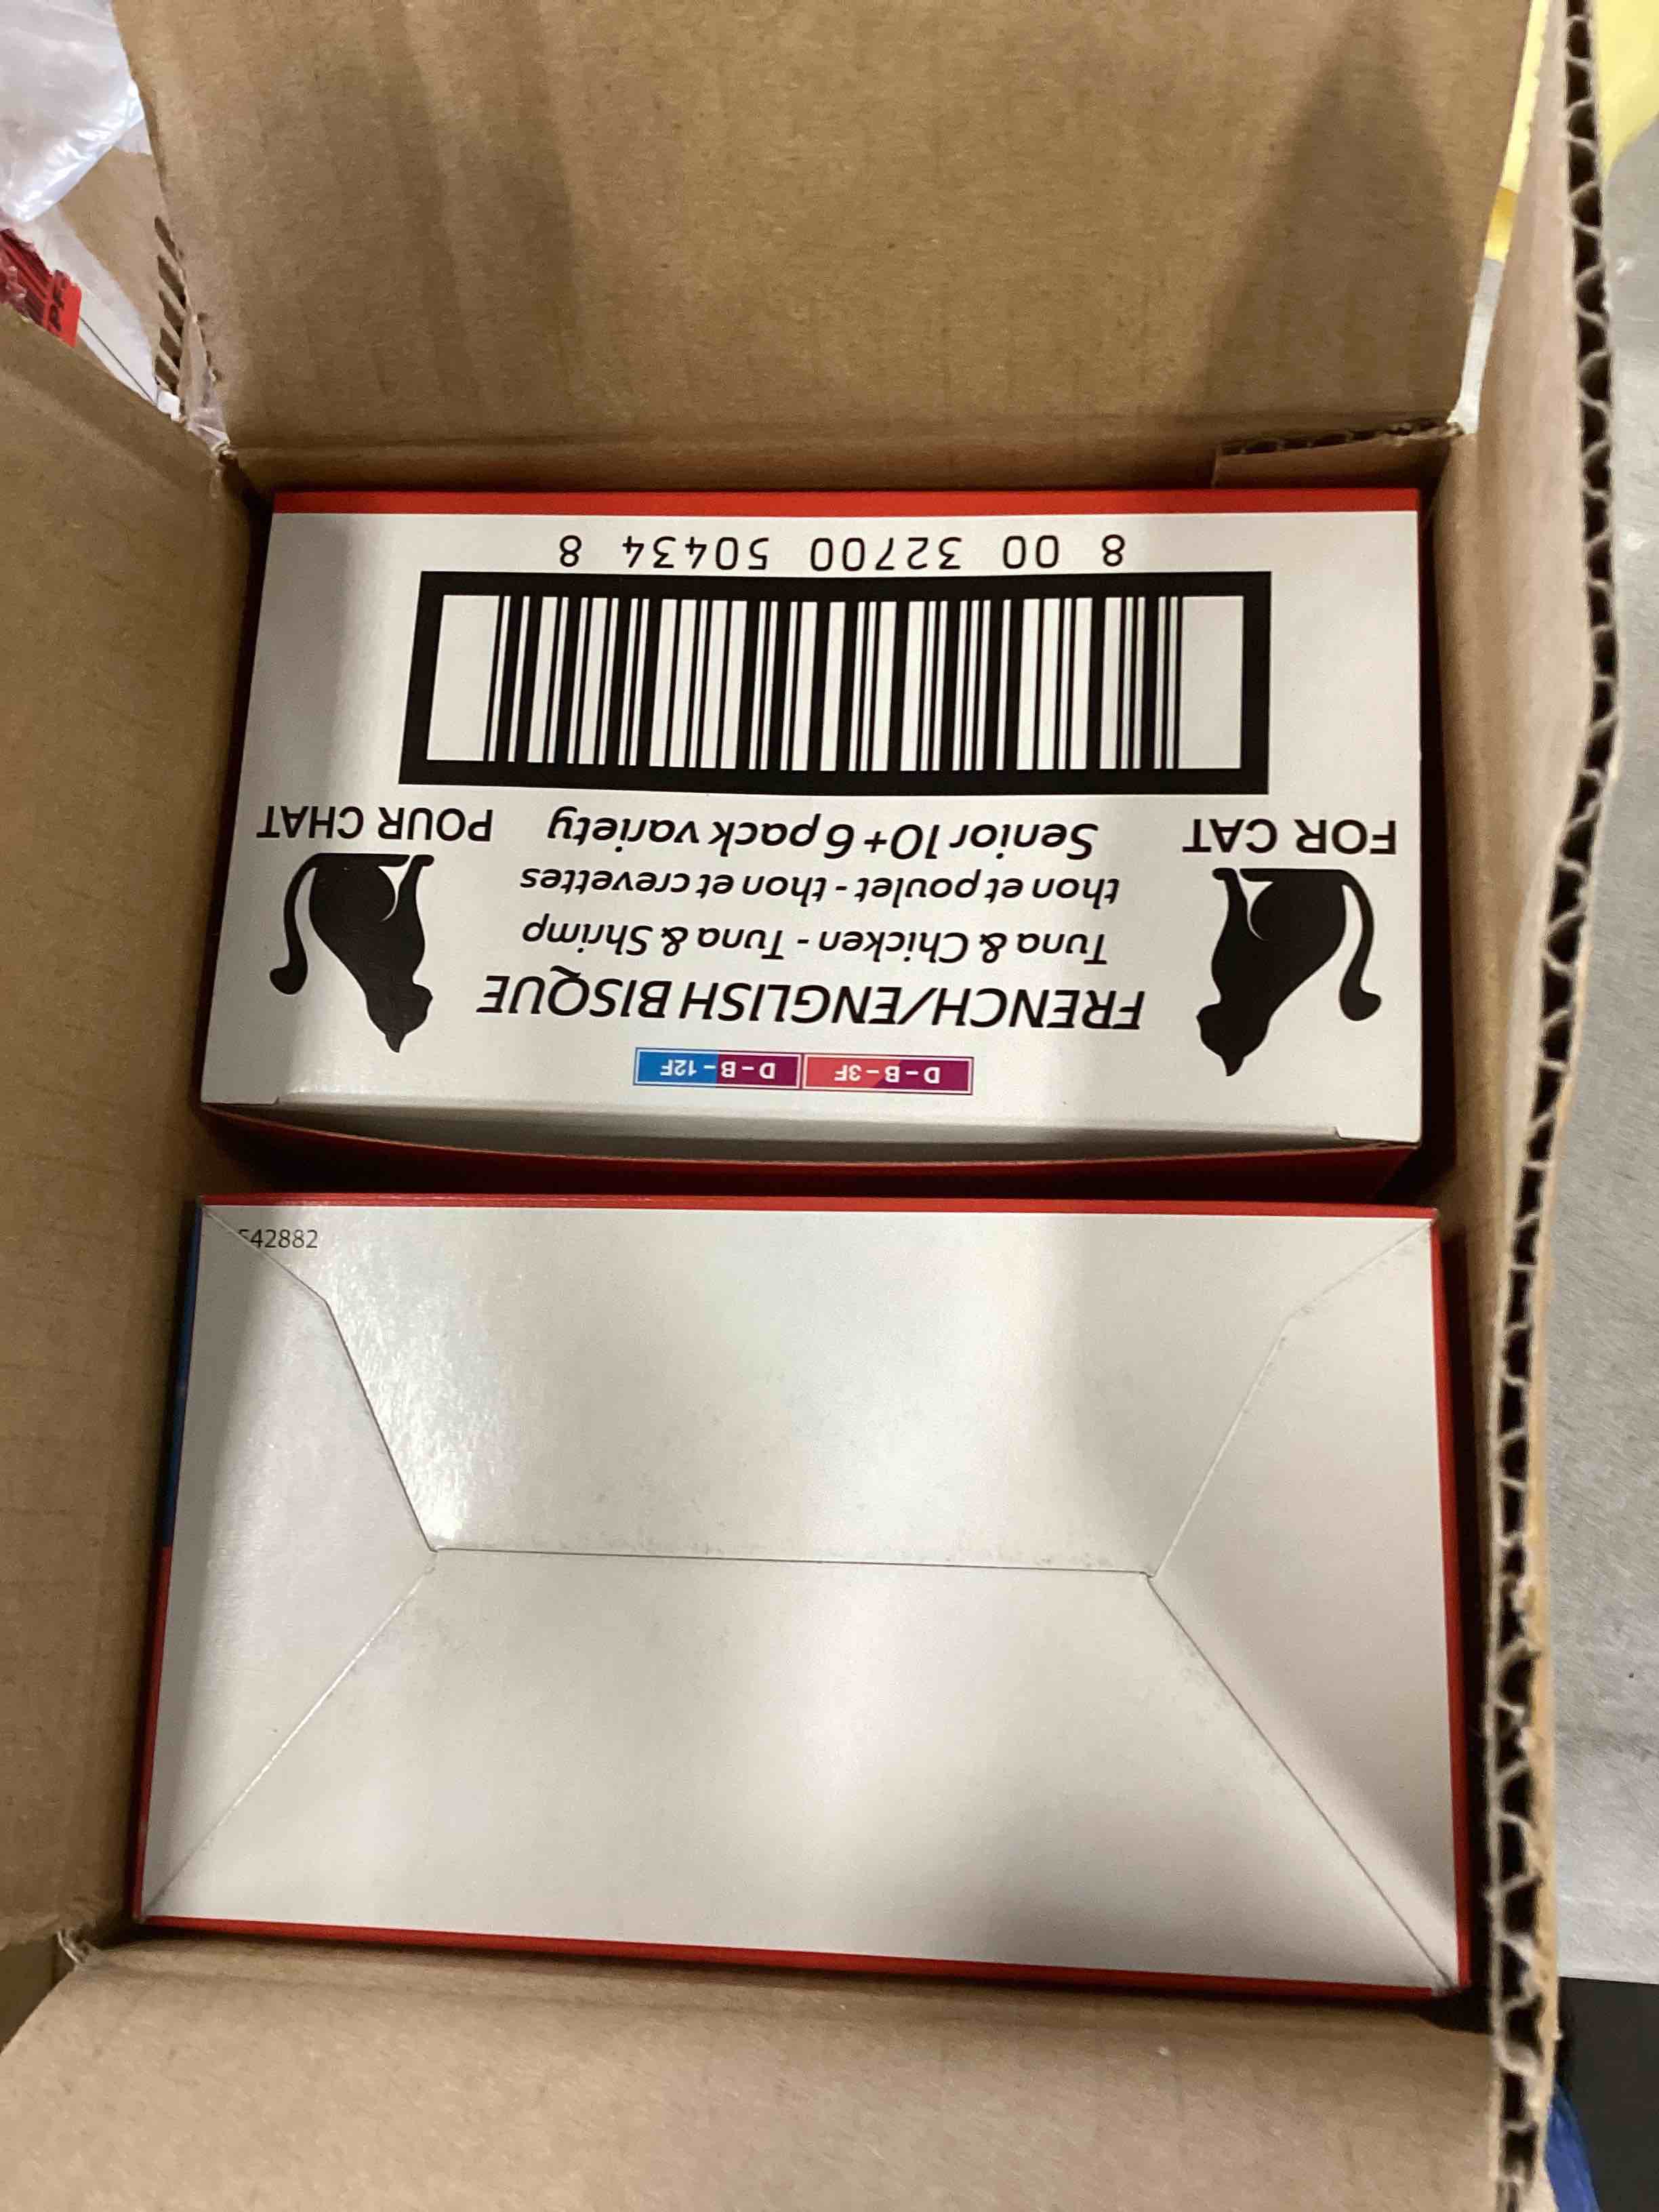 D - B - 3F D - B - 12F
FRENCH/ENGLISH BISQUE
Tuna & Chicken - Tuna & Shrimp
thon et poulet - thon et crevettes
Senior 10+ 6 pack variety
FOR CAT
POUR CHAT
8 00 32700 50434 8
542882